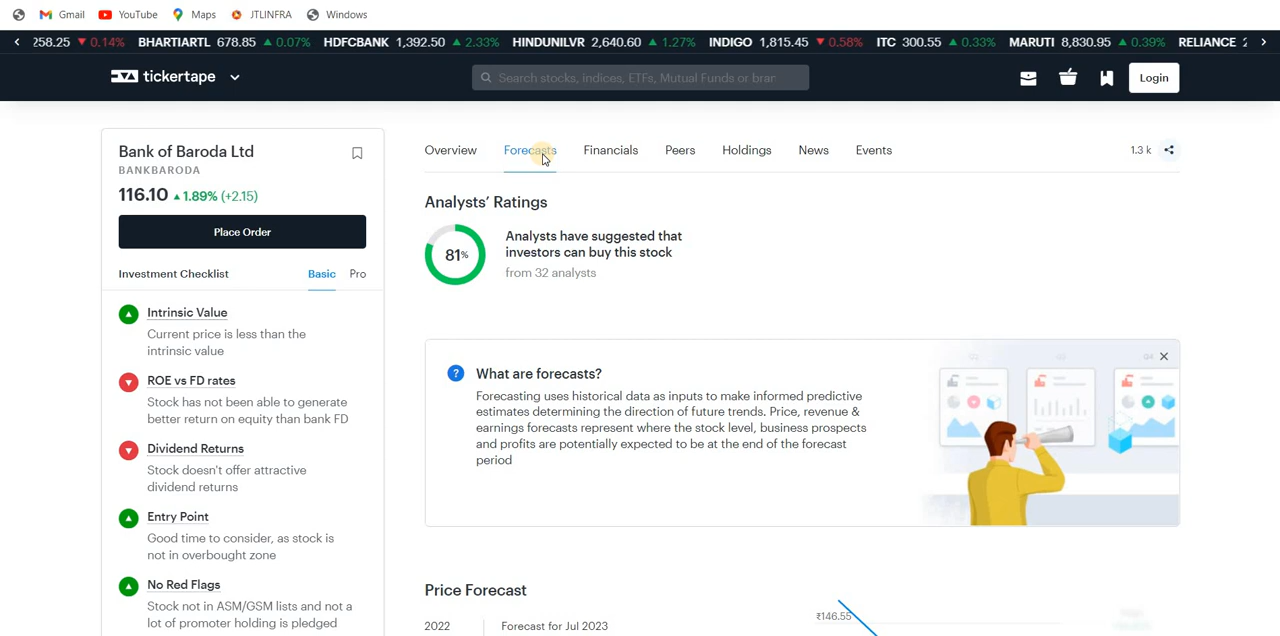 Gmail YouTube Maps JTLINFRA Windows
258.25 0.14% BHARTIARTL 678.85 0.07% HDFCBANK 1,392.50 2.33% HINDUNILVR 2,640.60 1.27% INDIGO 1,815.45 0.58% ITC 300.55 0.33% MARUTI 8,830.95 0.39% RELIANCE
tickertape
Search stocks, indices, ETFs, Mutual Funds or brar
Login
Bank of Baroda Ltd
BANKBARODA
116.10 1.89% (+2.15)
Place Order
Investment Checklist Basic Pro
Intrinsic Value
Current price is less than the
intrinsic value
ROE vs FD rates
Stock has not been able to generate
better return on equity than bank FD
Dividend Returns
Stock doesn't offer attractive
dividend returns
Entry Point
Good time to consider, as stock is
not in overbought zone
No Red Flags
Stock not in ASM/GSM lists and not a
lot of promoter holding is pledged
Overview Forecasts Financials Peers Holdings News Events
1.3 k
Analysts' Ratings
81%
Analysts have suggested that
investors can buy this stock
from 32 analysts
What are forecasts?
Forecasting uses historical data as inputs to make informed predictive
estimates determining the direction of future trends. Price, revenue &
earnings forecasts represent where the stock level, business prospects
and profits are potentially expected to be at the end of the forecast
period
Price Forecast
2022 Forecast for Jul 2023
₹146.55